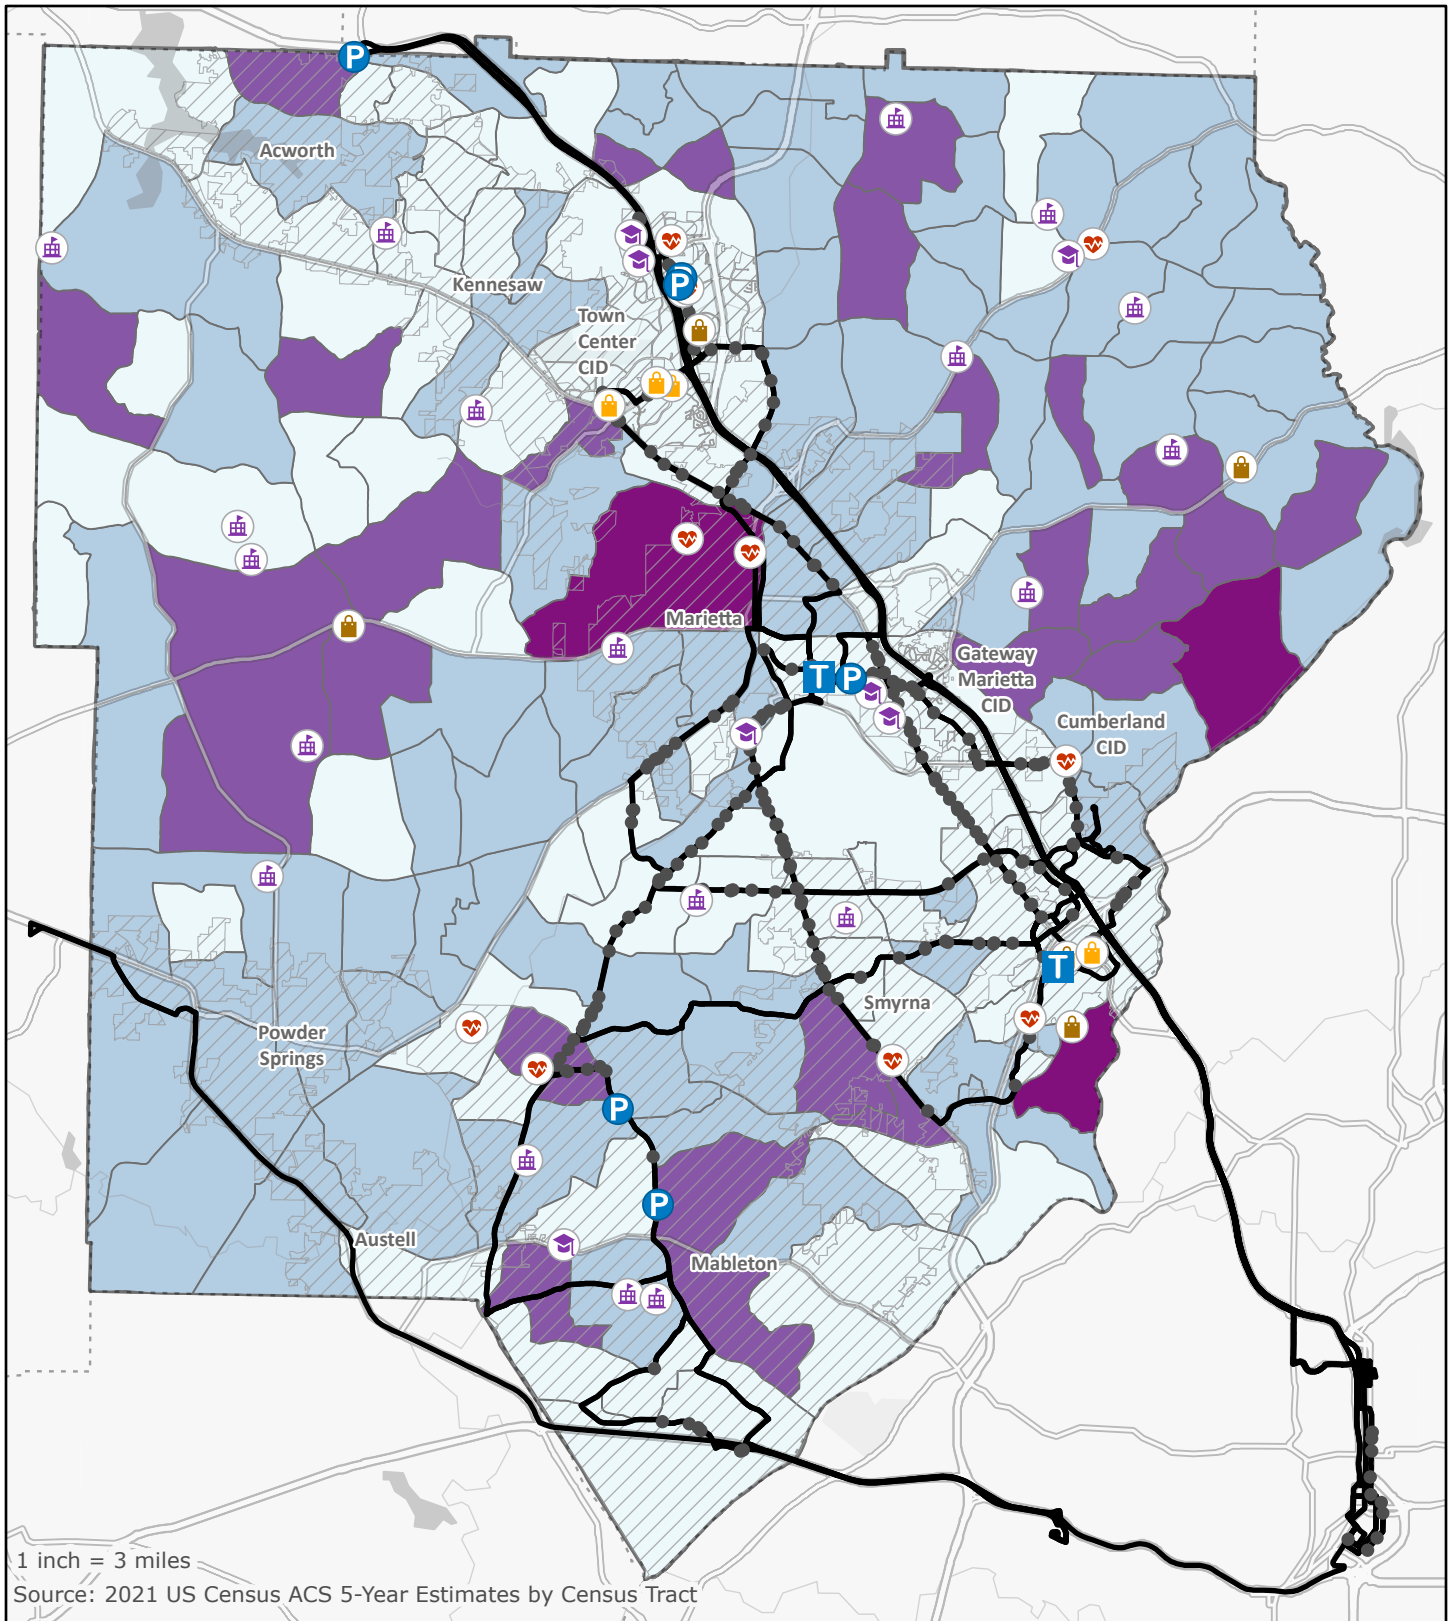 P
Acworth
Kennesaw
P
Town
Center
CID
Marietta
T
P
Gateway
Marietta
CID
Cumberland
CID
T
Smyrna
Powder
Springs
P
P
Austell
Mableton
1 inch = 3 miles
Source: 2021 US Census ACS 5-Year Estimates by Census Tract